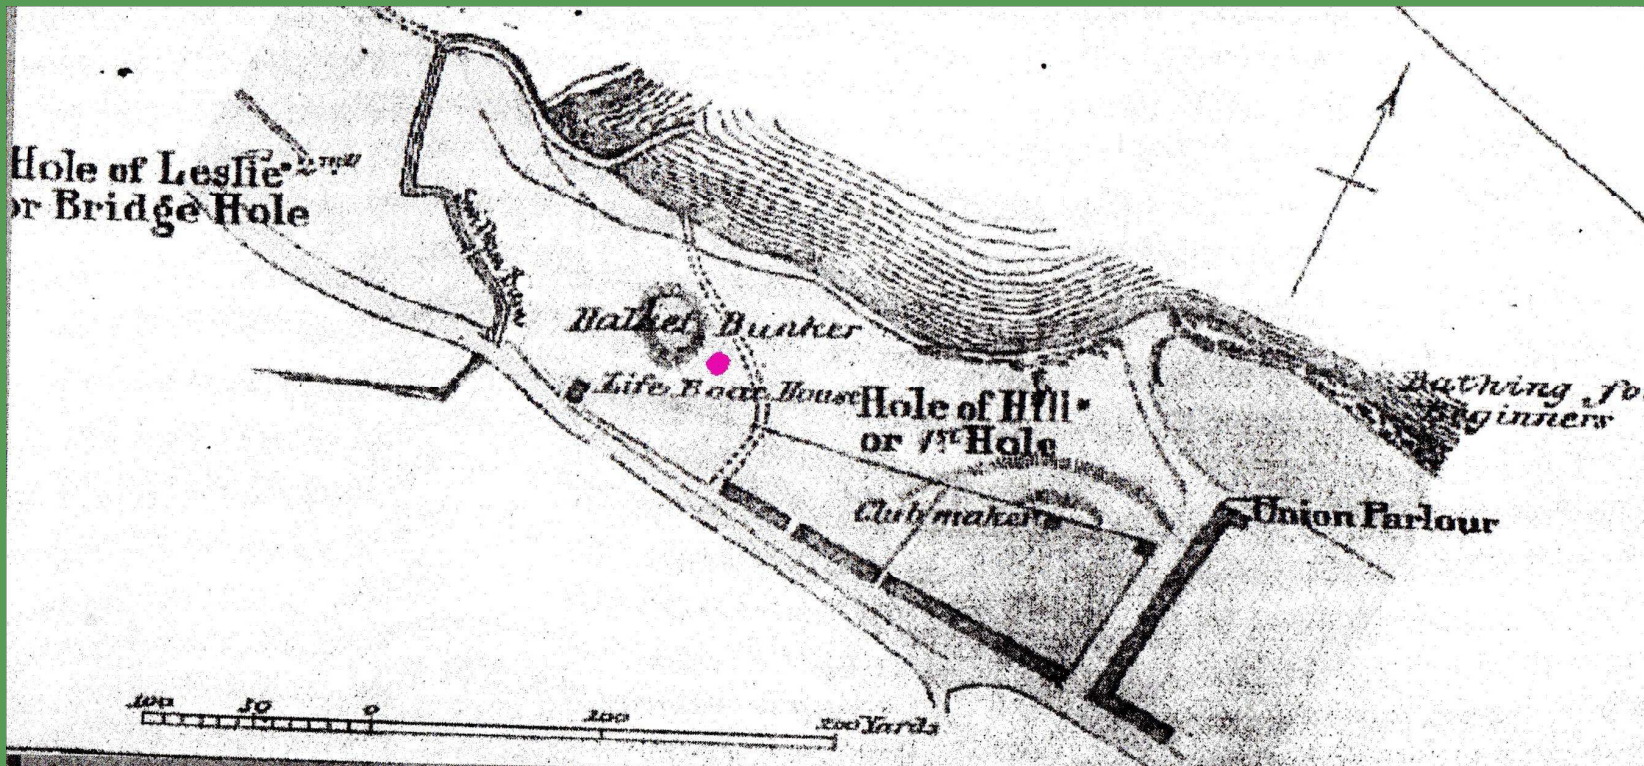 Hole of Leslie
or Bridge Hole
Halket Bunker
Life Boat House
Hole of Hill
or 1st Hole
Bathing for
Beginners
Clubmaker
Union Parlour
100 50 0 100 200 Yards